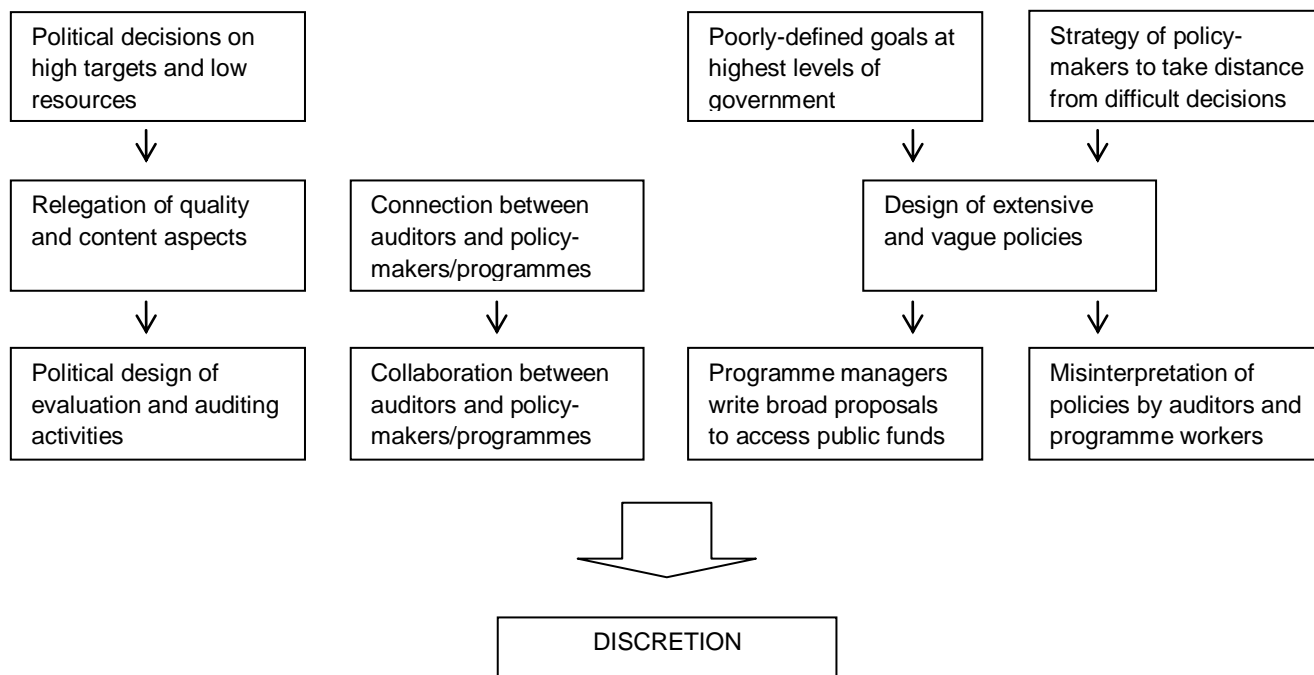 Political decisions on
high targets and low
resources
Poorly-defined goals at
highest levels of
government
Strategy of policy-
makers to take distance
from difficult decisions
Relegation of quality
and content aspects
Connection between
auditors and policy-
makers/programmes
Design of extensive
and vague policies
Political design of
evaluation and auditing
activities
Collaboration between
auditors and policy-
makers/programmes
Programme managers
write broad proposals
to access public funds
Misinterpretation of
policies by auditors and
programme workers
DISCRETION